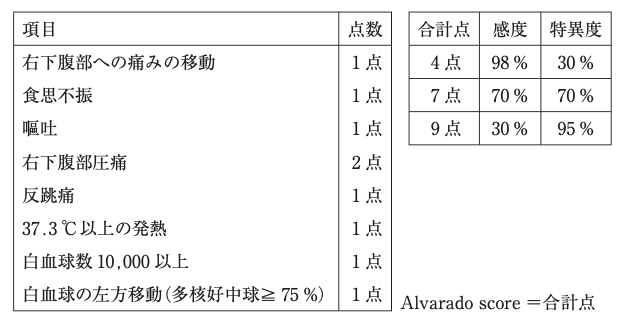 項目 点数
右下腹部への痛みの移動 1点
食思不振 1点
嘔吐 1点
右下腹部圧痛 2点
反跳痛 1点
37.3℃以上の発熱 1点
白血球数10,000以上 1点
白血球の左方移動(多核好中球≧75%) 1点
合計点 感度 特異度
4点 98% 30%
7点 70% 70%
9点 30% 95%
Alvarado score=合計点